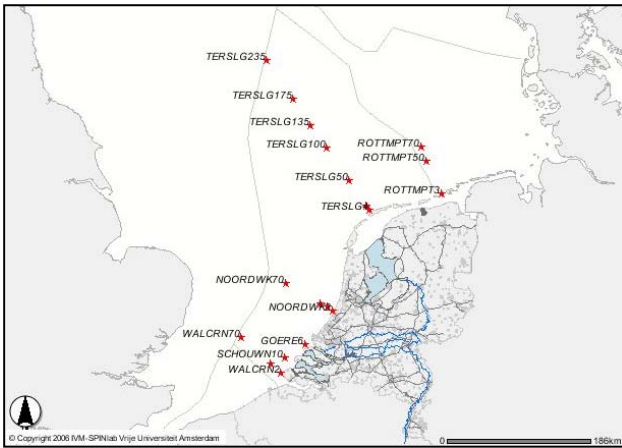 TERSLG235
TERSLG175
TERSLG135
TERSLG100
ROTTMPT70
ROTTMPT50
TERSLG50
ROTTMPT3
NOORDWK70
WALCRN70
GOERE6
SCHOUWN10
WALCRN2
© Copyright 2006 IVM-SPINlab Vrije Universiteit Amsterdam
0 186km